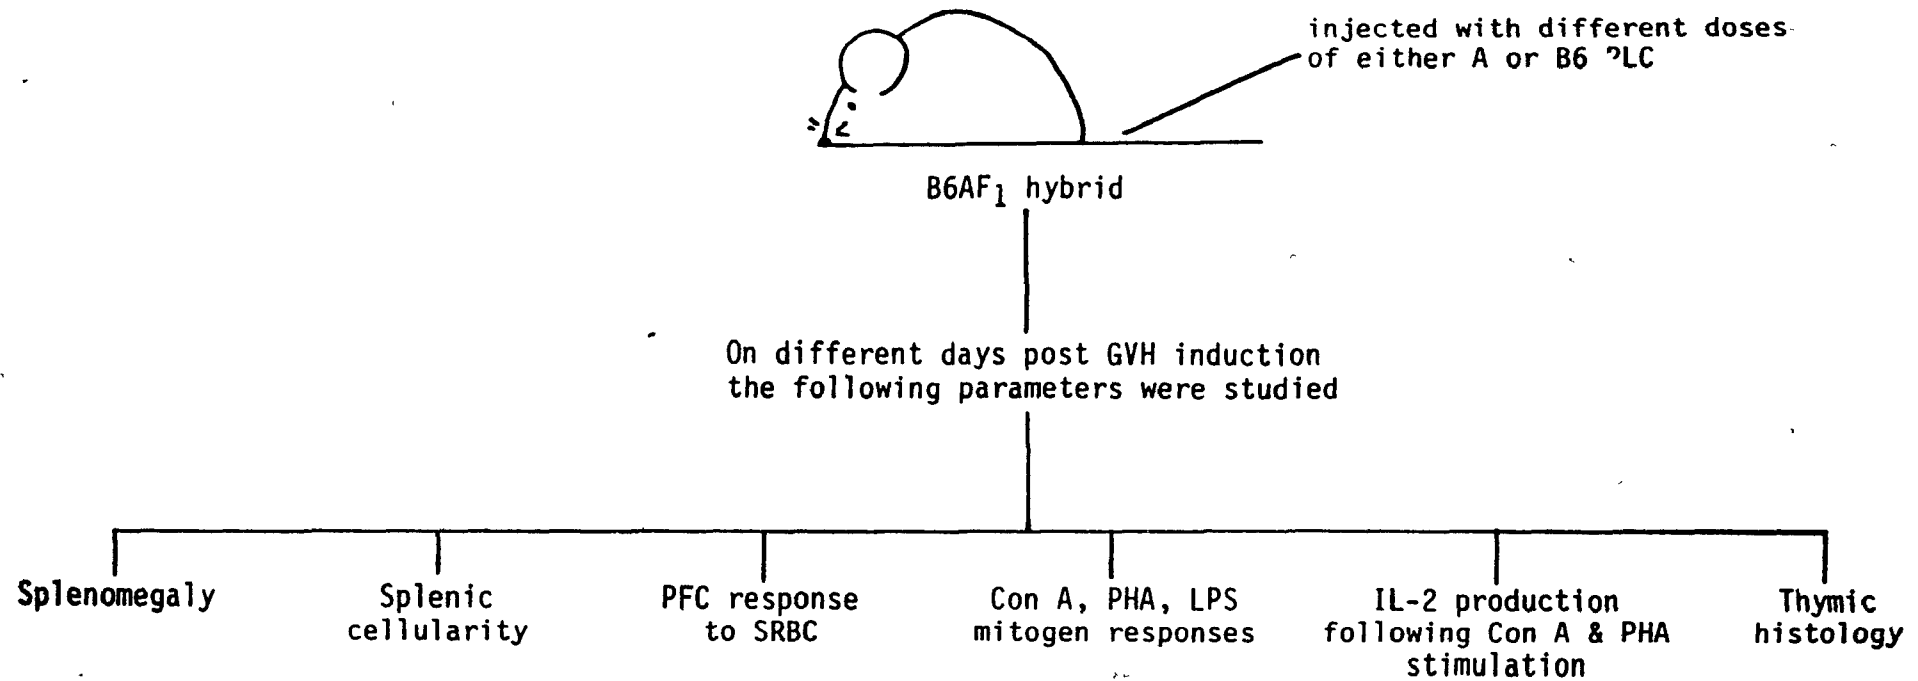 injected with different doses
of either A or B6 LC
B6AF1 hybrid
On different days post GVH induction
the following parameters were studied
Splenomegaly
Splenic
cellularity
PFC response
to SRBC
Con A, PHA, LPS
mitogen responses
IL-2 production
following Con A & PHA
stimulation
Thymic
histology